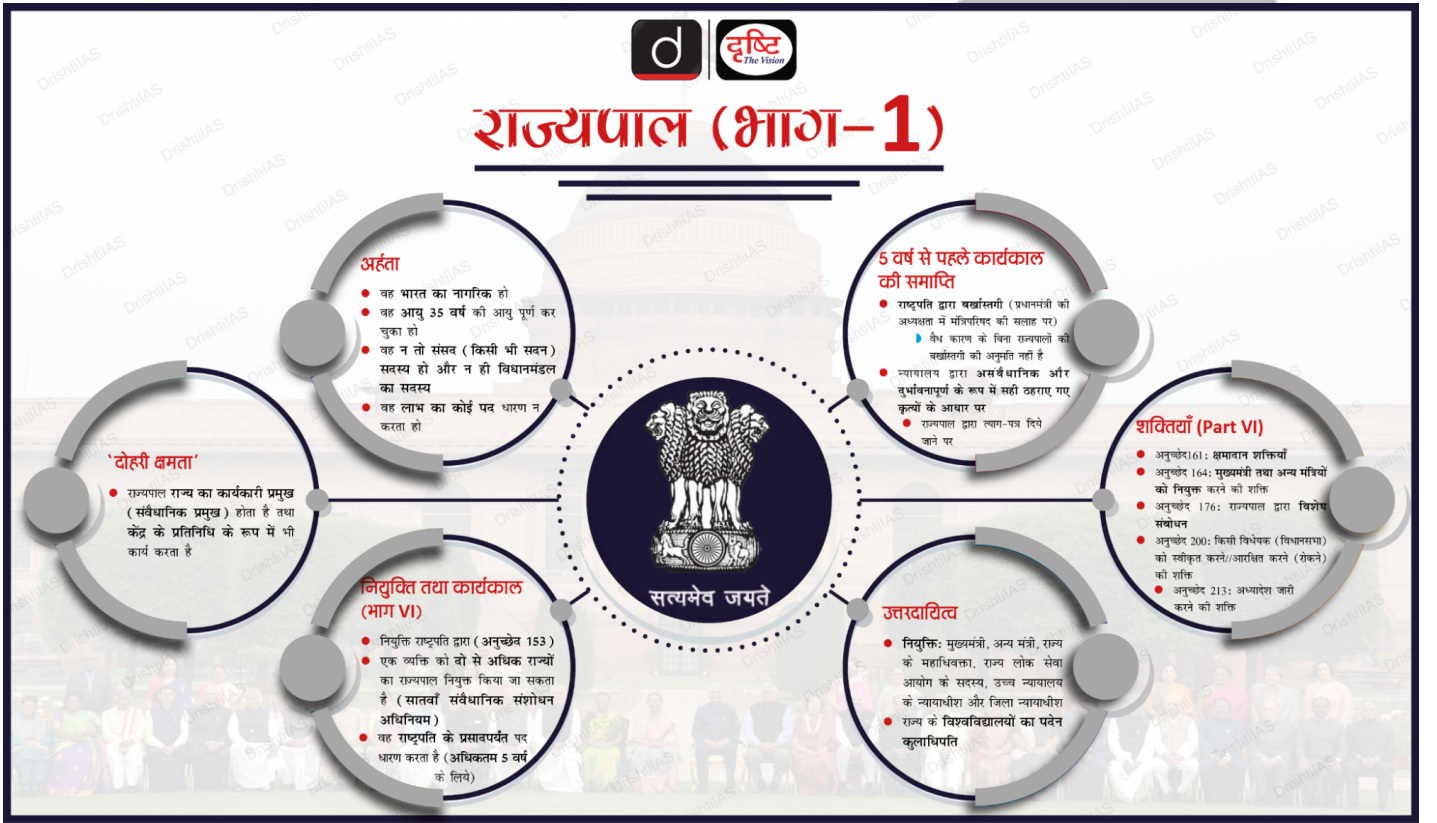 d
दृष्टि
The Vision
राज्यपाल (भाग–1)
'दोहरी क्षमता'
राज्यपाल राज्य का कार्यकारी प्रमुख
(संवैधानिक प्रमुख) होता है तथा
केंद्र के प्रतिनिधि के रूप में भी
कार्य करता है
अर्हता
वह भारत का नागरिक हो
वह आयु 35 वर्ष की आयु पूर्ण कर
चुका हो
वह न तो संसद (किसी भी सदन)
सदस्य हो और न ही विधानमंडल
का सदस्य
वह लाभ का कोई पद धारण न
करता हो
नियुक्ति तथा कार्यकाल
(भाग VI)
नियुक्ति राष्ट्रपति द्वारा (अनुच्छेव 153)
एक व्यक्ति को वो से अधिक राज्यों
का राज्यपाल नियुक्त किया जा सकता
है (सातवाँ संवैधानिक संशोधन
अधिनियम)
वह राष्ट्रपति के प्रसादपर्यंत पद
धारण करता है (अधिकतम 5 वर्ष
के लिये)
सत्यमेव जयते
5 वर्ष से पहले कार्यकाल
की समाप्ति
राष्ट्रपति द्वारा बर्खास्तगी (प्रधानमंत्री की
अध्यक्षता में मंत्रिपरिषद की सलाह पर)
वैध कारण के बिना राज्यपालों की
बर्खास्तगी की अनुमति नहीं है
न्यायालय द्वारा असंवैधानिक और
दुर्भावनापूर्ण के रूप में सही ठहराए गए
कृत्यों के आधार पर
राज्यपाल द्वारा त्याग-पत्र दिये
जाने पर
शक्तियाँ (Part VI)
अनुच्छेद161: क्षमादान शक्तियाँ
अनुच्छेद 164: मुख्यमंत्री तथा अन्य मंत्रियों
को नियुक्त करने की शक्ति
अनुच्छेद 176: राज्यपाल द्वारा विशेष
संबोधन
अनुच्छेद 200: किसी विधेयक (विधानसभा)
को स्वीकृत करने//आरक्षित करने (रोकने)
की शक्ति
अनुच्छेद 213: अध्यादेश जारी
करने की शक्ति
उत्तरदायित्व
नियुक्ति: मुख्यमंत्री, अन्य मंत्री, राज्य
के महाधिवक्ता, राज्य लोक सेवा
आयोग के सदस्य, उच्च न्यायालय
के न्यायाधीश और जिला न्यायाधीश
राज्य के विश्वविद्यालयों का पवेन
कुलाधिपति
DrishtiIAS